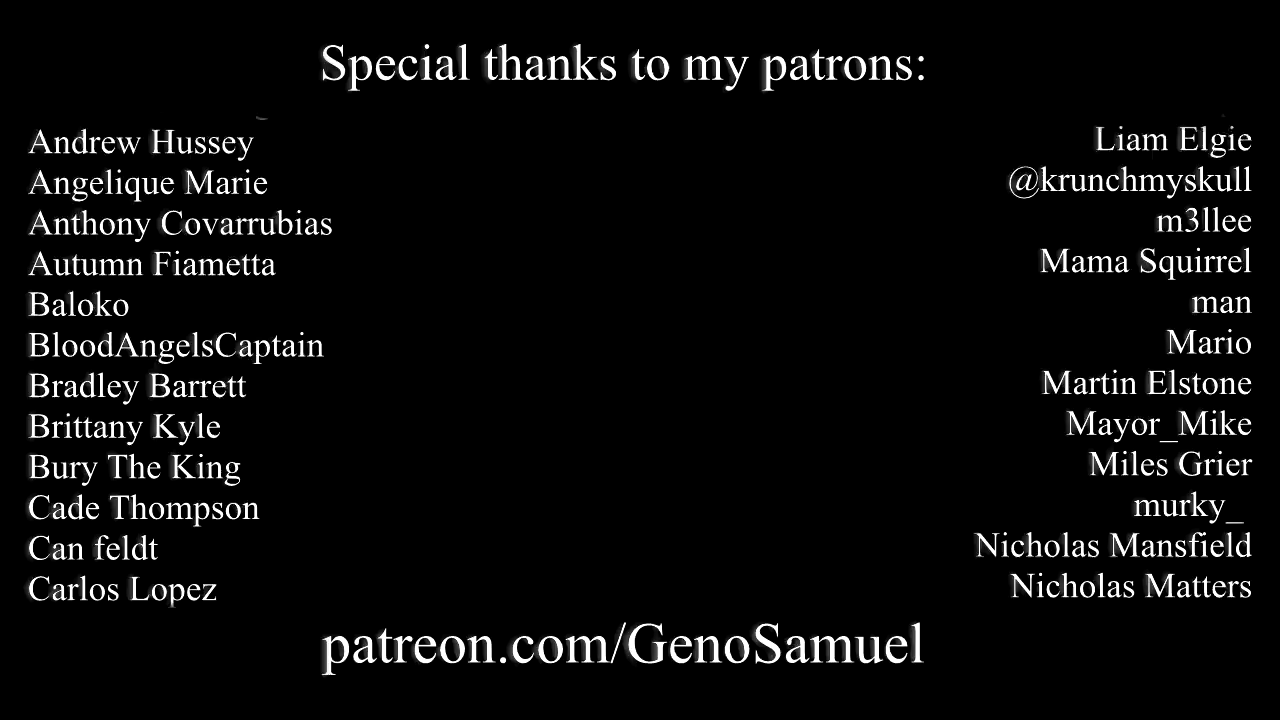 Special thanks to my patrons:
Andrew Hussey
Angelique Marie
Anthony Covarrubias
Autumn Fiametta
Baloko
BloodAngelsCaptain
Bradley Barrett
Brittany Kyle
Bury The King
Cade Thompson
Can feldt
Carlos Lopez
Liam Elgie
@krunchmyskull
m3llee
Mama Squirrel
man
Mario
Martin Elstone
Mayor_Mike
Miles Grier
murky_
Nicholas Mansfield
Nicholas Matters
patreon.com/GenoSamuel